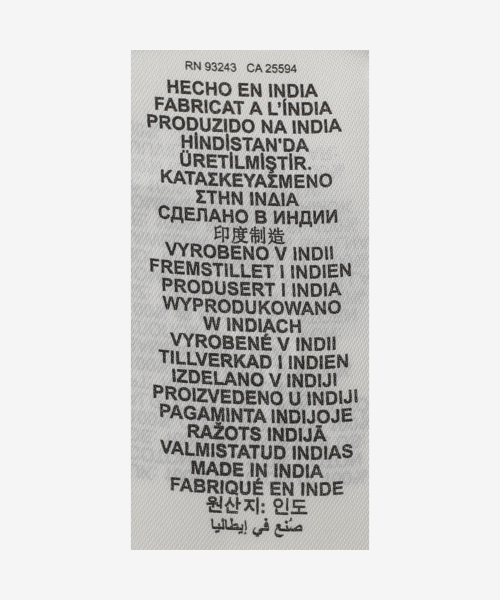 RN 93243 CA 25594
HECHO EN INDIA
FABRICAT A L'ÍNDIA
PRODUZIDO NA INDIA
HİNDİSTAN'DA
ÜRETİLMİŞTİR.
ΚΑΤΑΣΚΕΥΑΣΜΕΝΟ
ΣΤΗΝ ΙΝΔΙΑ
СДЕЛАНО В ИНДИИ
印度制造
VYROBENO V INDII
FREMSTILLET I INDIEN
PRODUSERT I INDIA
WYPRODUKOWANO
W INDIACH
VYROBENÉ V INDII
TILLVERKAD I INDIEN
IZDELANO V INDIJI
PROIZVEDENO U INDIJI
PAGAMINTA INDIJOJE
RAŽOTS INDIJĀ
VALMISTATUD INDIAS
MADE IN INDIA
FABRIQUÉ EN INDE
원산지: 인도
صُنع في إيطاليا